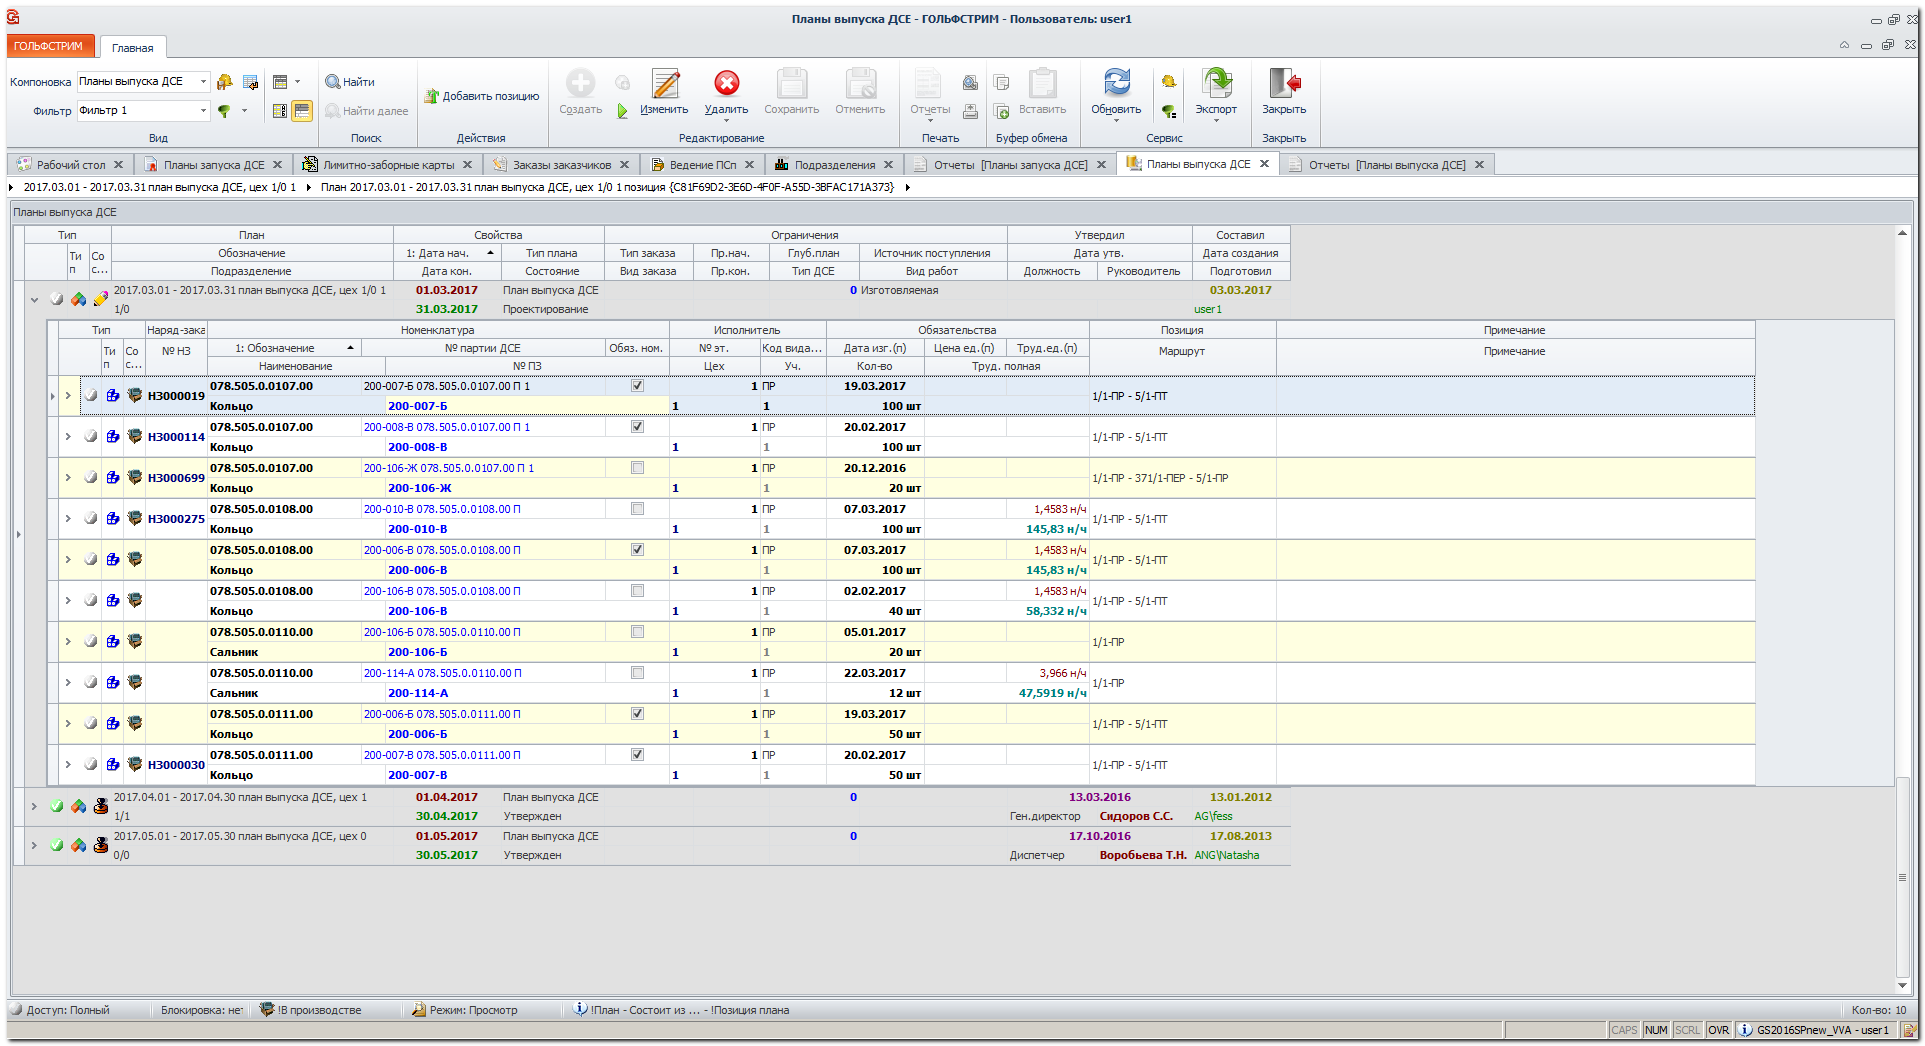 Планы выпуска ДСЕ - ГОЛЬФСТРИМ - Пользователь: user1
ГОЛЬФСТРИМ Главная
Компоновка Планы выпуска ДСЕ Найти Добавить позицию Создать Изменить Удалить Сохранить Отменить Отчеты Вставить Обновить Экспорт Закрыть
Фильтр Фильтр 1 Найти далее
Вид Поиск Действия Редактирование Печать Буфер обмена Сервис Закрыть
Рабочий стол Планы запуска ДСЕ Лимитно-заборные карты Заказы заказчиков Ведение ПСп Подразделения Отчеты [Планы запуска ДСЕ] Планы выпуска ДСЕ Отчеты [Планы выпуска ДСЕ]
2017.03.01 - 2017.03.31 план выпуска ДСЕ, цех 1/0 1 План 2017.03.01 - 2017.03.31 план выпуска ДСЕ, цех 1/0 1 позиция {C81F69D2-3E6D-4F0F-A55D-3BFAC171A373}
Планы выпуска ДСЕ
Тип План Свойства Ограничения Утвердил Составил
Ти п Со с... Обозначение 1: Дата нач. Тип плана Тип заказа Пр.нач. Глуб.план Источник поступления Дата утв. Дата создания
Подразделение Дата кон. Состояние Вид заказа Пр.кон. Тип ДСЕ Вид работ Должность Руководитель Подготовил
2017.03.01 - 2017.03.31 план выпуска ДСЕ, цех 1/0 1 01.03.2017 План выпуска ДСЕ 0 Изготовляемая 03.03.2017
1/0 31.03.2017 Проектирование user1
Тип Наряд-зака Номенклатура Исполнитель Обязательства Позиция Примечание
Ти п Со с... № НЗ 1: Обозначение № партии ДСЕ Обяз. ном. № эт. Код вида... Дата изг.(п) Цена ед.(п) Труд.ед.(п) Маршрут Примечание
Наименование № ПЗ Цех Уч. Кол-во Труд. полная
078.505.0.0107.00 200-007-Б 078.505.0.0107.00 П 1 1 ПР 19.03.2017
НЗ000019 1/1-ПР - 5/1-ПТ
Кольцо 200-007-Б 1 1 100 шт
078.505.0.0107.00 200-008-В 078.505.0.0107.00 П 1 1 ПР 20.02.2017
НЗ000114 1/1-ПР - 5/1-ПТ
Кольцо 200-008-В 1 1 100 шт
078.505.0.0107.00 200-106-Ж 078.505.0.0107.00 П 1 1 ПР 20.12.2016
НЗ000699 1/1-ПР - 371/1-ПЕР - 5/1-ПР
Кольцо 200-106-Ж 1 1 20 шт
078.505.0.0108.00 200-010-В 078.505.0.0108.00 П 1 ПР 07.03.2017 1,4583 н/ч
НЗ000275 1/1-ПР - 5/1-ПТ
Кольцо 200-010-В 1 1 100 шт 145,83 н/ч
078.505.0.0108.00 200-006-В 078.505.0.0108.00 П 1 ПР 07.03.2017 1,4583 н/ч
1/1-ПР - 5/1-ПТ
Кольцо 200-006-В 1 1 100 шт 145,83 н/ч
078.505.0.0108.00 200-106-В 078.505.0.0108.00 П 1 ПР 02.02.2017 1,4583 н/ч
1/1-ПР - 5/1-ПТ
Кольцо 200-106-В 1 1 40 шт 58,332 н/ч
078.505.0.0110.00 200-106-Б 078.505.0.0110.00 П 1 ПР 05.01.2017
1/1-ПР
Сальник 200-106-Б 1 1 20 шт
078.505.0.0110.00 200-114-А 078.505.0.0110.00 П 1 ПР 22.03.2017 3,966 н/ч
1/1-ПР
Сальник 200-114-А 1 1 12 шт 47,5919 н/ч
078.505.0.0111.00 200-006-Б 078.505.0.0111.00 П 1 ПР 19.03.2017
1/1-ПР - 5/1-ПТ
Кольцо 200-006-Б 1 1 50 шт
078.505.0.0111.00 200-007-В 078.505.0.0111.00 П 1 ПР 20.02.2017
НЗ000030 1/1-ПР - 5/1-ПТ
Кольцо 200-007-В 1 1 50 шт
2017.04.01 - 2017.04.30 план выпуска ДСЕ, цех 1 01.04.2017 План выпуска ДСЕ 0 13.03.2016 13.01.2012
1/1 30.04.2017 Утвержден Ген.директор Сидоров С.С. AG\fess
2017.05.01 - 2017.05.30 план выпуска ДСЕ, цех 0 01.05.2017 План выпуска ДСЕ 0 17.10.2016 17.08.2013
0/0 30.05.2017 Утвержден Диспетчер Воробьева Т.Н. ANG\Natasha
Доступ: Полный Блокировка: нет !В производстве Режим: Просмотр !План - Состоит из ... - !Позиция плана Кол-во: 10
CAPS NUM SCRL OVR GS2016SPnew_VVA - user1